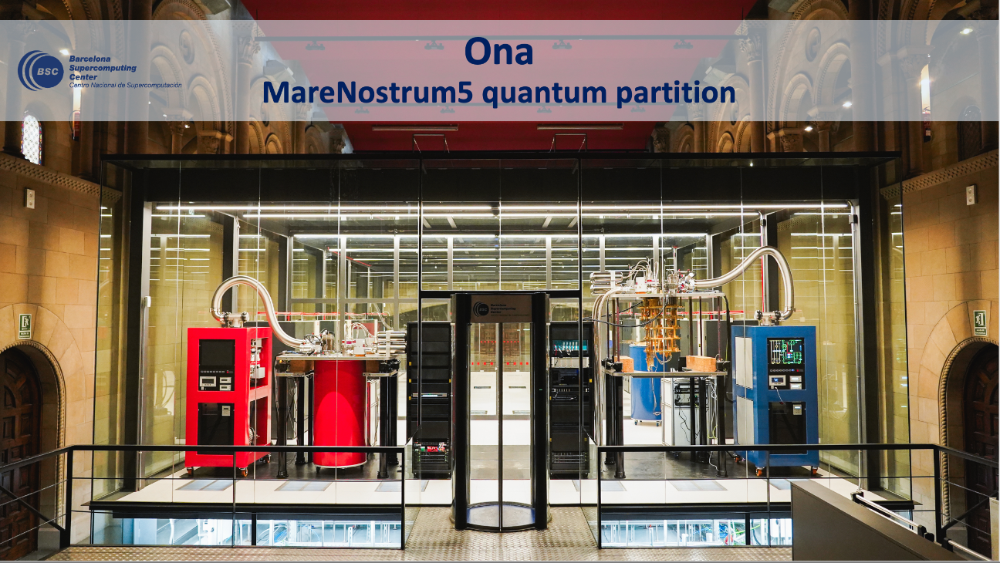 Ona
MareNostrum5 quantum partition
BSC
Barcelona
Supercomputing
Center
Centro Nacional de Supercomputación